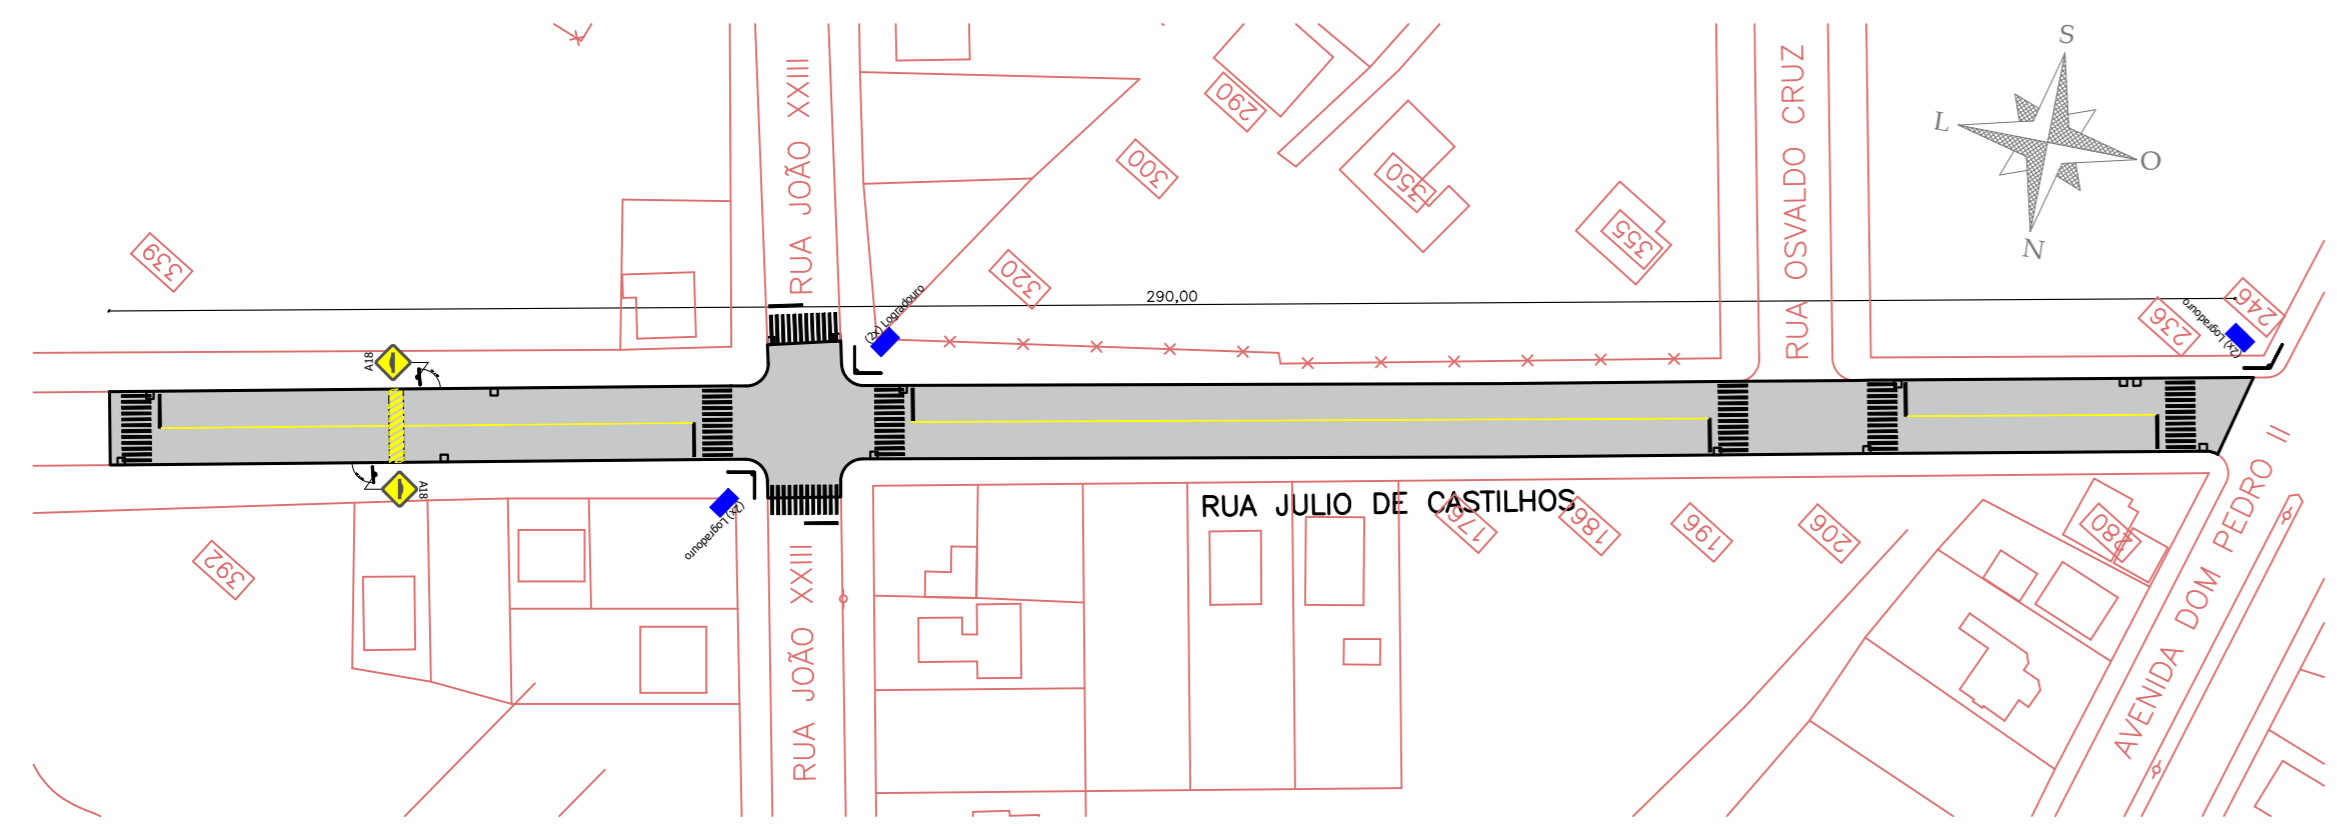 S
L
O
N
RUA JOÃO XXIII
RUA OSVALDO CRUZ
290
300
350
355
339
320
290,00
246
236
(2x) Logradouro
(2x) Logradouro
A18
A18
RUA JULIO DE CASTILHOS
176
186
196
206
280
(2x) Logradouro
392
RUA JOÃO XXIII
AVENIDA DOM PEDRO II